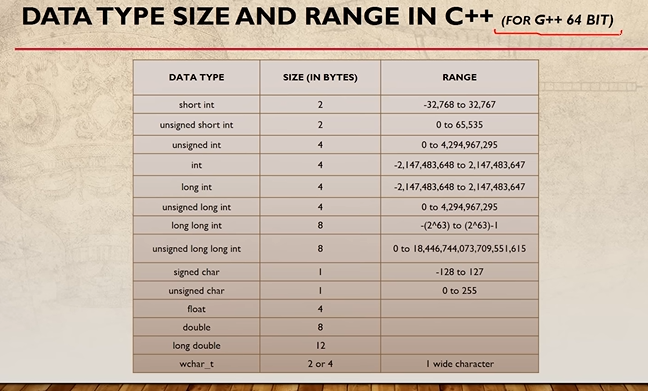 DATA TYPE SIZE AND RANGE IN C++ (FOR G++ 64 BIT)
DATA TYPE SIZE (IN BYTES) RANGE
short int 2 -32,768 to 32,767
unsigned short int 2 0 to 65,535
unsigned int 4 0 to 4,294,967,295
int 4 -2,147,483,648 to 2,147,483,647
long int 4 -2,147,483,648 to 2,147,483,647
unsigned long int 4 0 to 4,294,967,295
long long int 8 -(2^63) to (2^63)-1
unsigned long long int 8 0 to 18,446,744,073,709,551,615
signed char 1 -128 to 127
unsigned char 1 0 to 255
float 4
double 8
long double 12
wchar_t 2 or 4 1 wide character